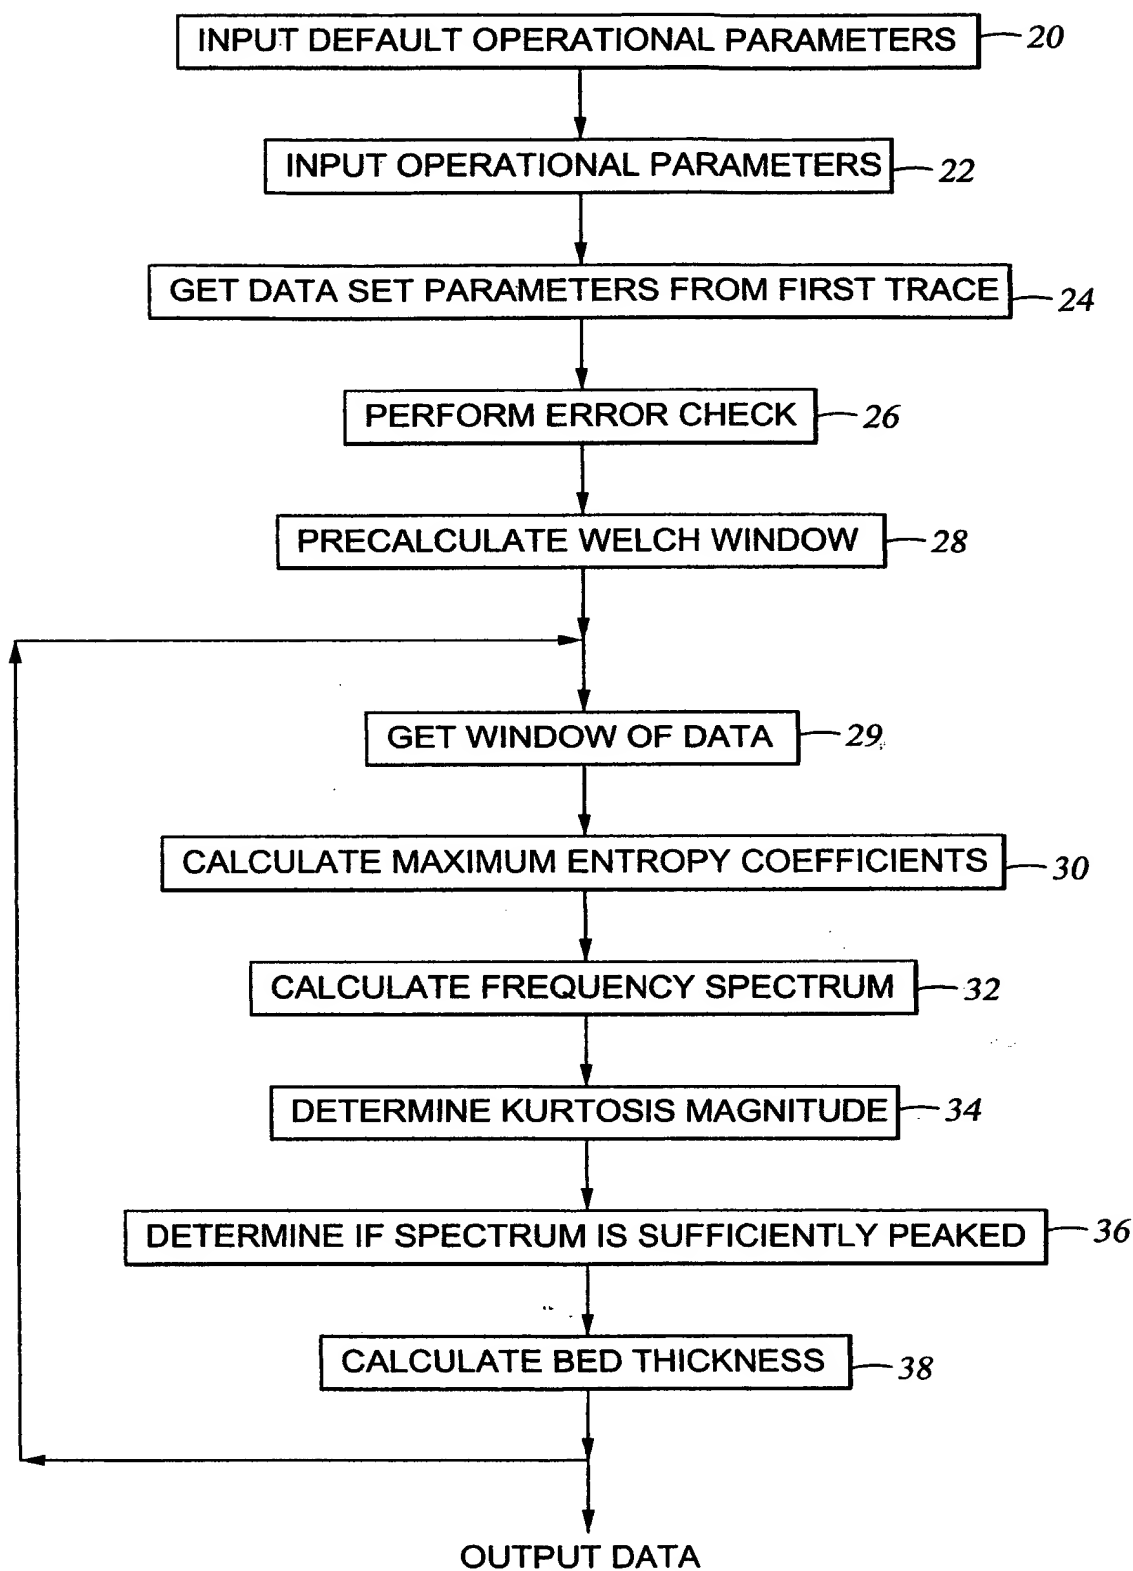 INPUT DEFAULT OPERATIONAL PARAMETERS 20
INPUT OPERATIONAL PARAMETERS 22
GET DATA SET PARAMETERS FROM FIRST TRACE 24
PERFORM ERROR CHECK 26
PRECALCULATE WELCH WINDOW 28
GET WINDOW OF DATA 29
CALCULATE MAXIMUM ENTROPY COEFFICIENTS 30
CALCULATE FREQUENCY SPECTRUM 32
DETERMINE KURTOSIS MAGNITUDE 34
DETERMINE IF SPECTRUM IS SUFFICIENTLY PEAKED 36
CALCULATE BED THICKNESS 38
OUTPUT DATA